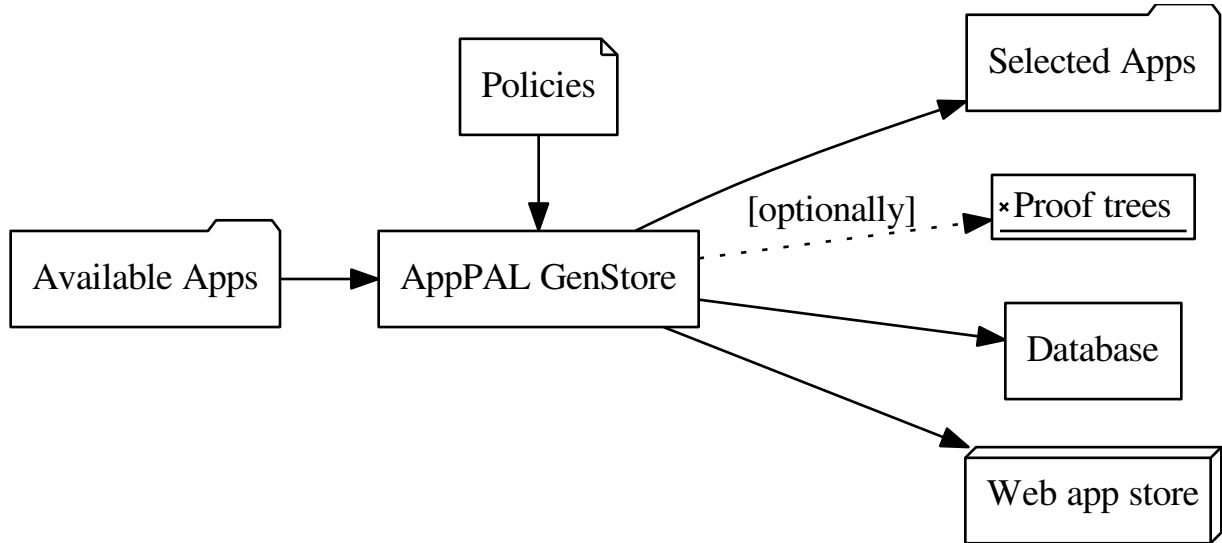 Policies
Selected Apps
Proof trees
[optionally]
Available Apps
AppPAL GenStore
Database
Web app store